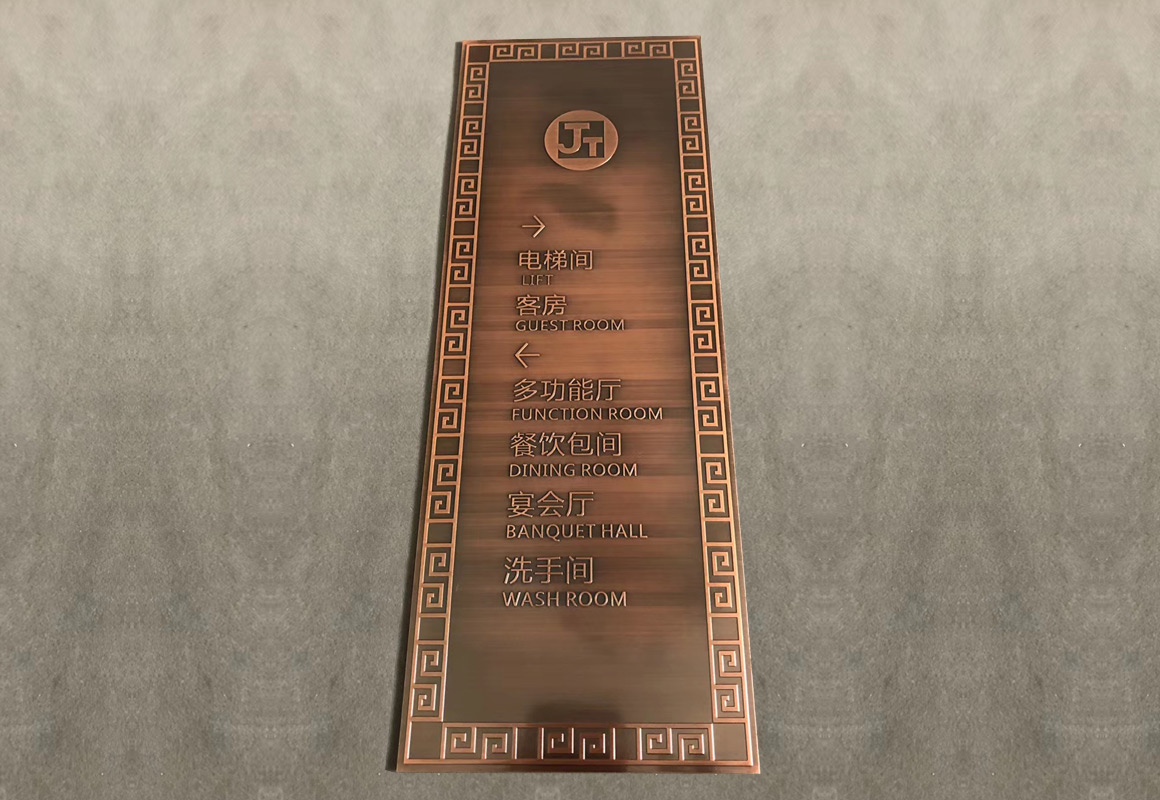 JT
→
电梯间
LIFT
客房
GUEST ROOM
←
多功能厅
FUNCTION ROOM
餐饮包间
DINING ROOM
宴会厅
BANQUET HALL
洗手间
WASH ROOM